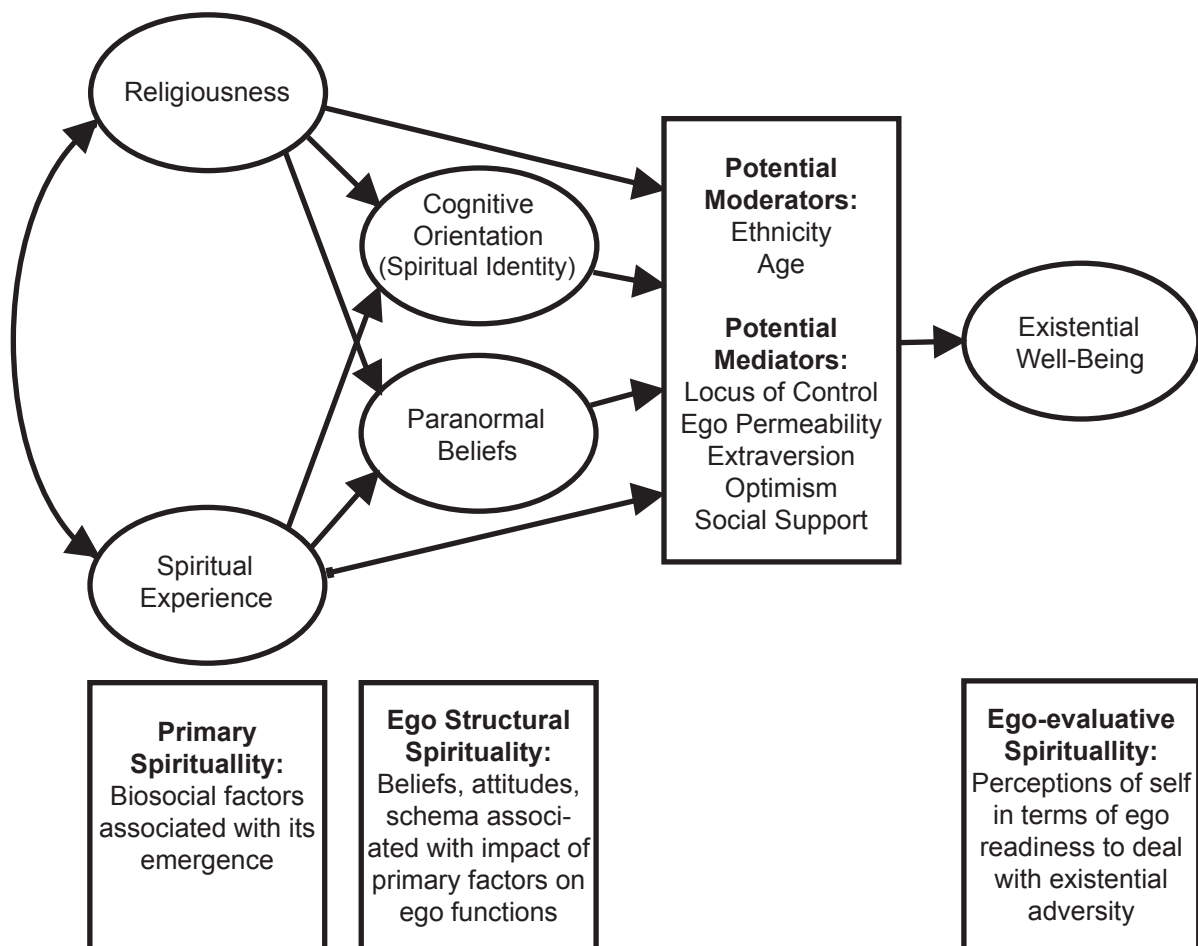 Religiousness
Cognitive
Orientation
(Spiritual Identity)
Paranormal
Beliefs
Spiritual
Experience
Potential
Moderators:
Ethnicity
Age
Potential
Mediators:
Locus of Control
Ego Permeability
Extraversion
Optimism
Social Support
Existential
Well-Being
Primary
Spirituallity:
Biosocial factors
associated with its
emergence
Ego Structural
Spirituality:
Beliefs, attitudes,
schema associ-
ated with impact of
primary factors on
ego functions
Ego-evaluative
Spirituallity:
Perceptions of self
in terms of ego
readiness to deal
with existential
adversity